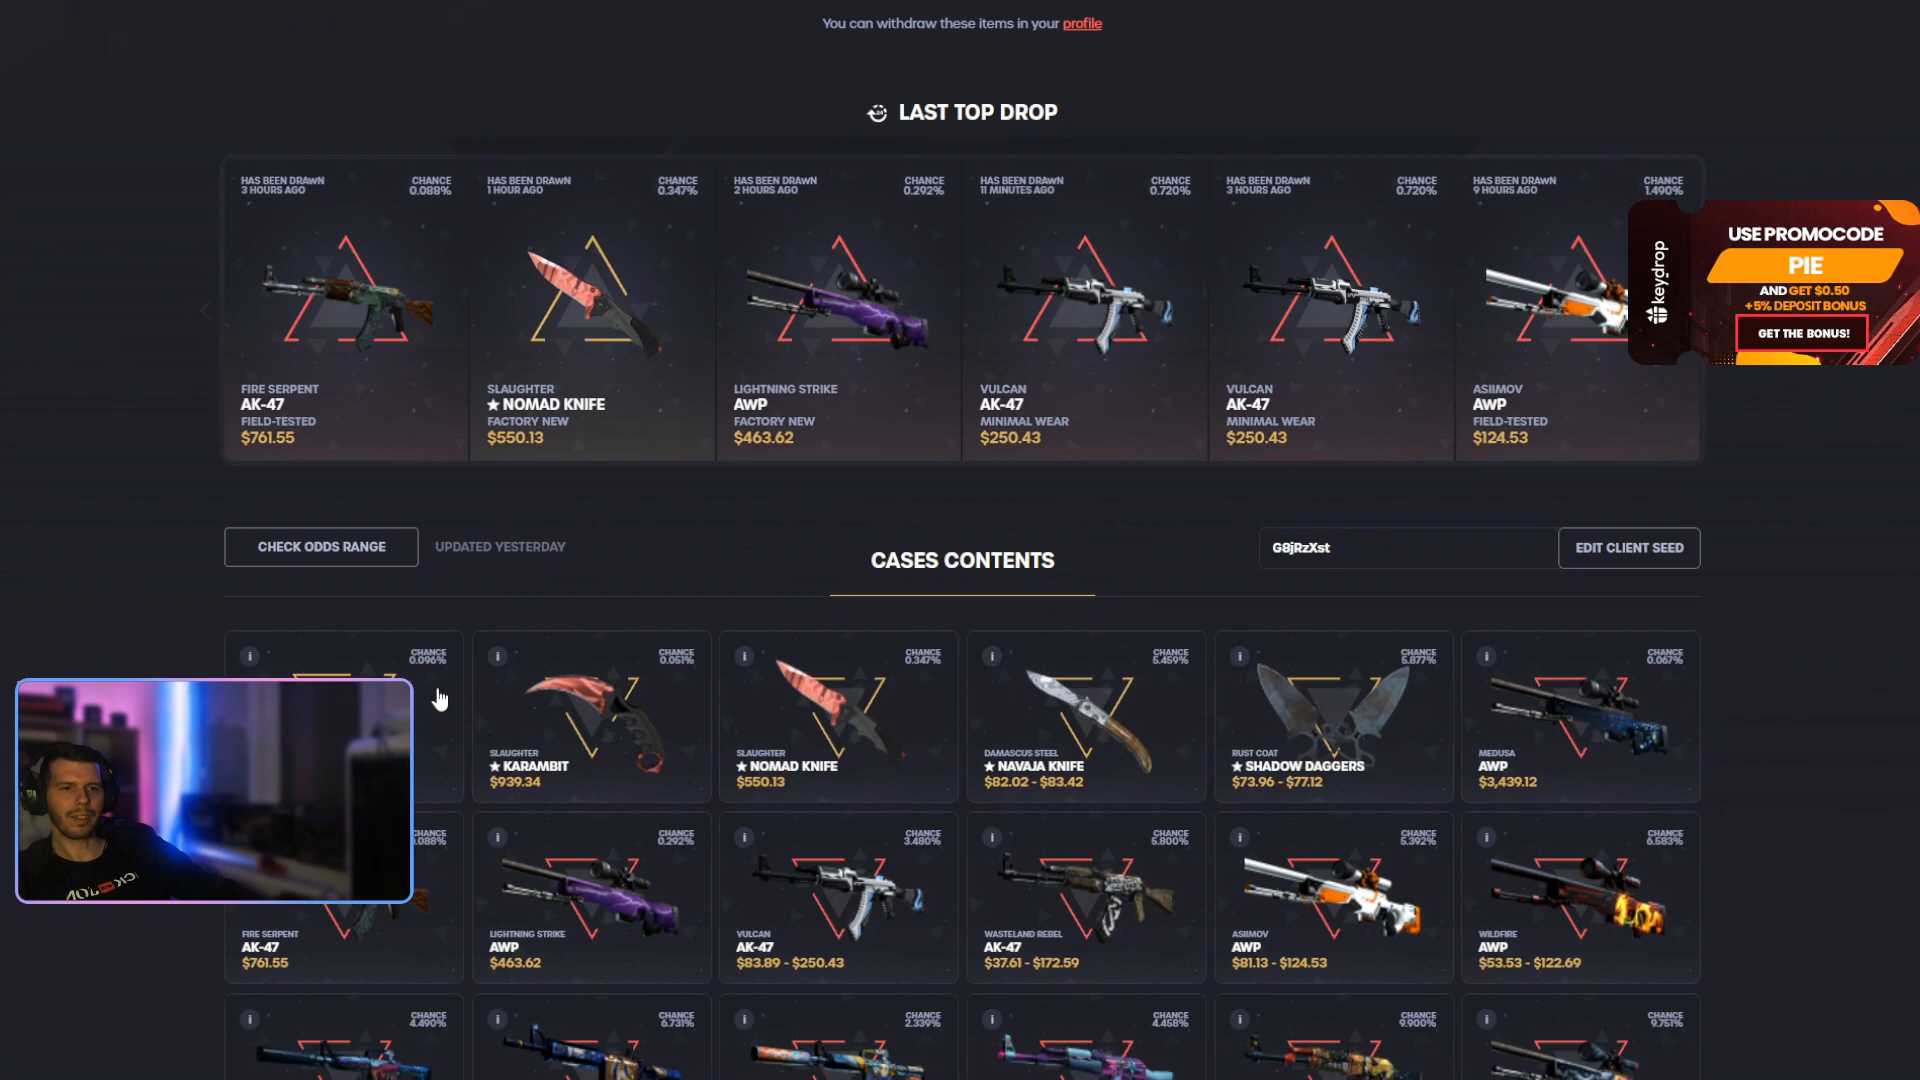 You can withdraw these items in your profile
LAST TOP DROP
HAS BEEN DRAWN
3 HOURS AGO
CHANCE
0.088%
FIRE SERPENT
AK-47
FIELD-TESTED
$761.55
HAS BEEN DRAWN
1 HOUR AGO
CHANCE
0.347%
SLAUGHTER
★ NOMAD KNIFE
FACTORY NEW
$550.13
HAS BEEN DRAWN
2 HOURS AGO
CHANCE
0.292%
LIGHTNING STRIKE
AWP
FACTORY NEW
$463.62
HAS BEEN DRAWN
11 MINUTES AGO
CHANCE
0.720%
VULCAN
AK-47
MINIMAL WEAR
$250.43
HAS BEEN DRAWN
3 HOURS AGO
CHANCE
0.720%
VULCAN
AK-47
MINIMAL WEAR
$250.43
HAS BEEN DRAWN
9 HOURS AGO
CHANCE
1.490%
ASIIMOV
AWP
FIELD-TESTED
$124.53
keydrop
USE PROMOCODE
PIE
AND GET $0.50
+5% DEPOSIT BONUS
GET THE BONUS!
CHECK ODDS RANGE
UPDATED YESTERDAY
CASES CONTENTS
G8jRzXst
EDIT CLIENT SEED
CHANCE
0.096%
CHANCE
0.051%
SLAUGHTER
★ KARAMBIT
$939.34
CHANCE
0.347%
SLAUGHTER
★ NOMAD KNIFE
$550.13
CHANCE
5.459%
DAMASCUS STEEL
★ NAVAJA KNIFE
$82.02 - $83.42
CHANCE
5.877%
RUST COAT
★ SHADOW DAGGERS
$73.96 - $77.12
CHANCE
0.067%
MEDUSA
AWP
$3,439.12
CHANCE
0.088%
FIRE SERPENT
AK-47
$761.55
CHANCE
0.292%
LIGHTNING STRIKE
AWP
$463.62
CHANCE
3.480%
VULCAN
AK-47
$83.89 - $250.43
CHANCE
5.800%
WASTELAND REBEL
AK-47
$37.61 - $172.59
CHANCE
5.392%
ASIIMOV
AWP
$81.13 - $124.53
CHANCE
6.583%
WILDFIRE
AWP
$53.53 - $122.69
CHANCE
4.490%
CHANCE
6.731%
CHANCE
2.339%
CHANCE
4.458%
CHANCE
9.900%
CHANCE
9.751%